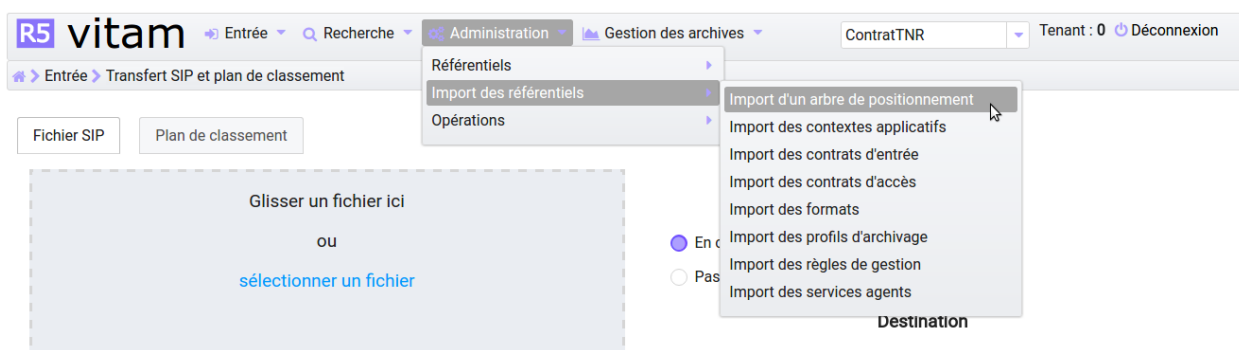 R5 vitam Entrée Recherche Administration Gestion des archives ContratTNR Tenant : 0 Déconnexion
Entrée Transfert SIP et plan de classement
Référentiels
Import des référentiels
Opérations
Import d'un arbre de positionnement
Import des contextes applicatifs
Import des contrats d'entrée
Import des contrats d'accès
Import des formats
Import des profils d'archivage
Import des règles de gestion
Import des services agents
Fichier SIP Plan de classement
Glisser un fichier ici
ou
sélectionner un fichier
En
Pas
Destination